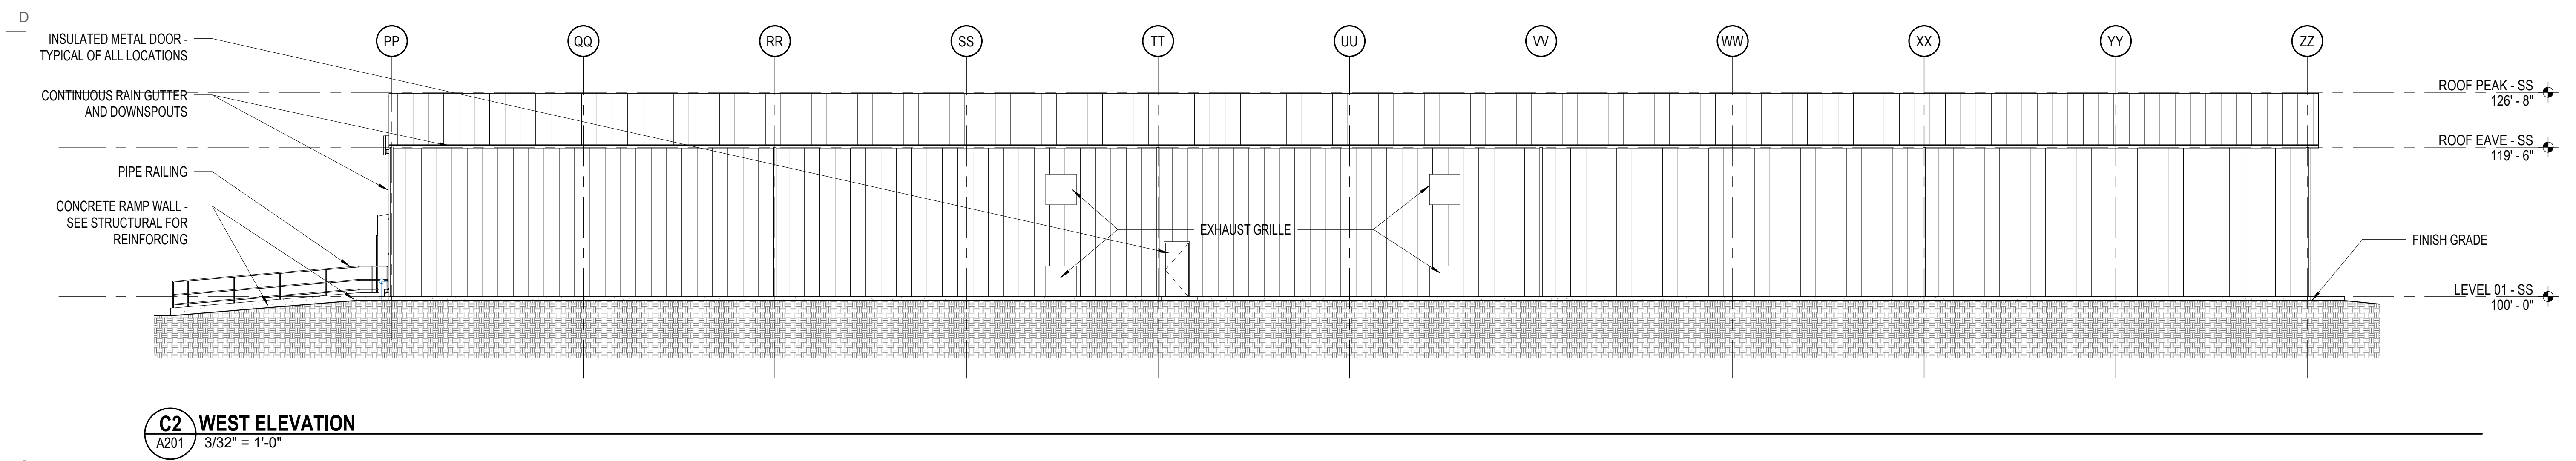 D
INSULATED METAL DOOR -
TYPICAL OF ALL LOCATIONS
CONTINUOUS RAIN GUTTER
AND DOWNSPOUTS
PIPE RAILING
CONCRETE RAMP WALL -
SEE STRUCTURAL FOR
REINFORCING
PP
QQ
RR
SS
TT
UU
VV
WW
XX
YY
ZZ
EXHAUST GRILLE
ROOF PEAK - SS
126' - 8"
ROOF EAVE - SS
119' - 6"
FINISH GRADE
LEVEL 01 - SS
100' - 0"
C2
A201
WEST ELEVATION
3/32" = 1'-0"